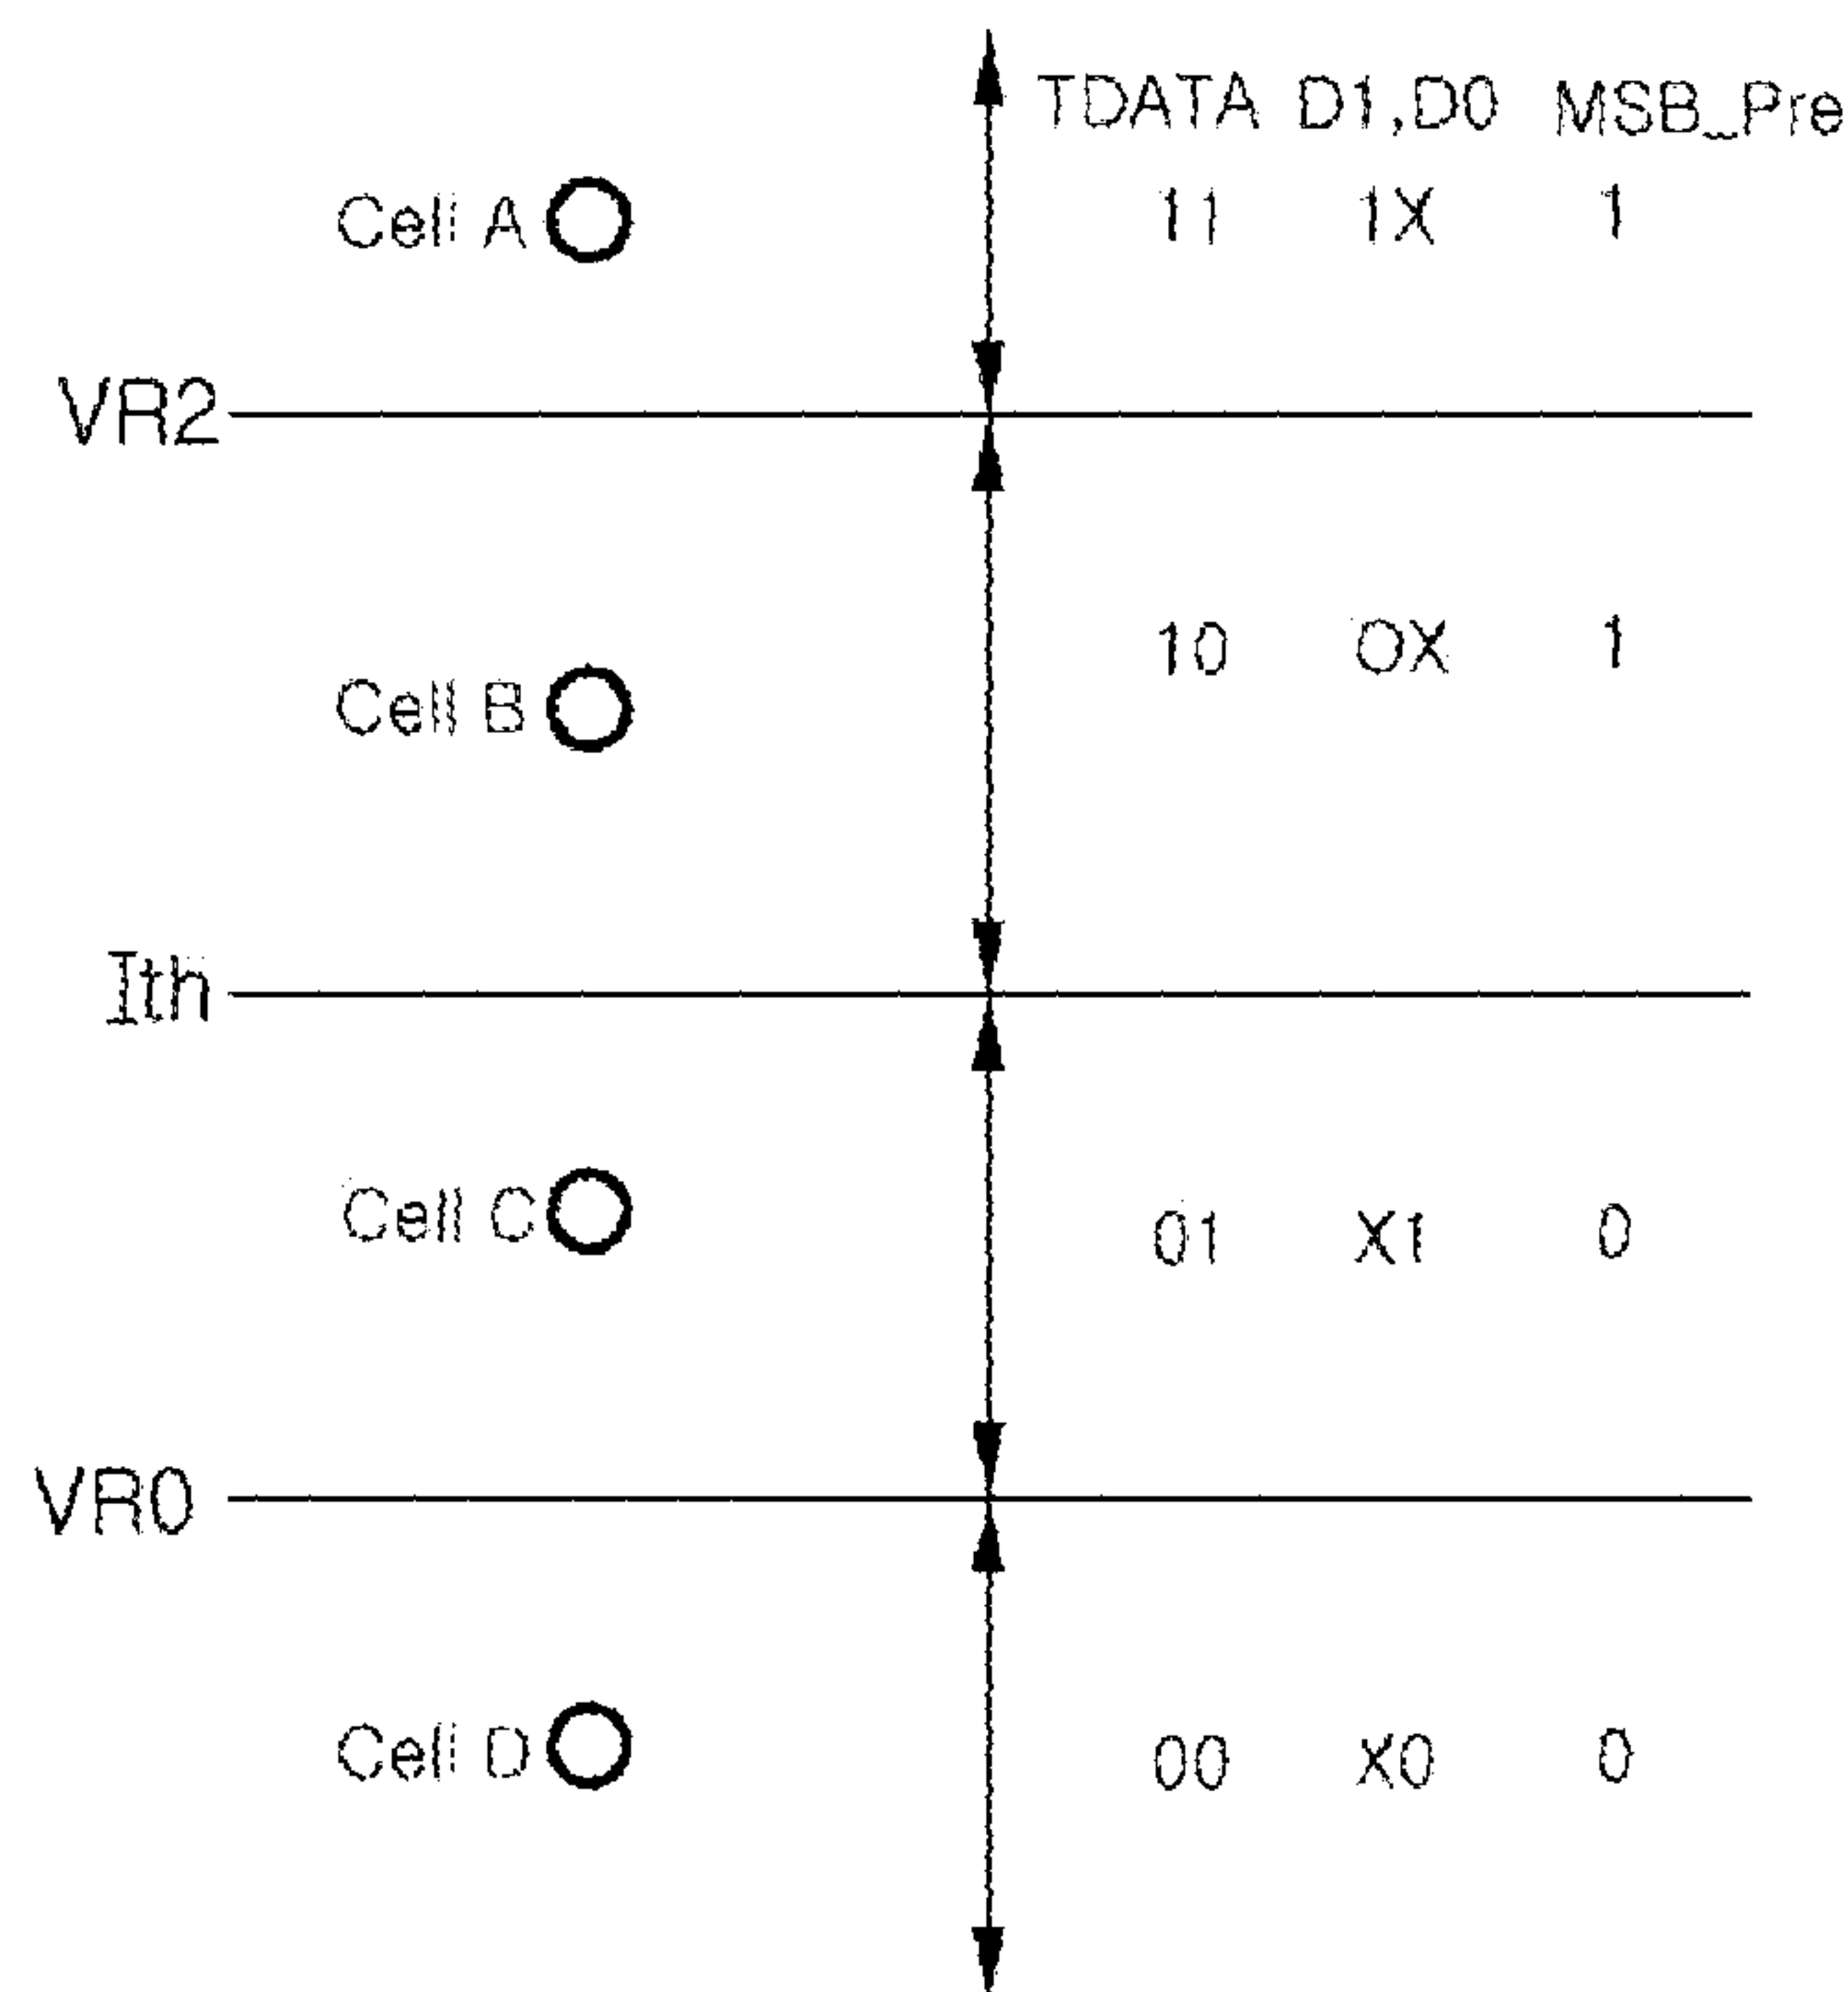 TDATA D1,D0 MSB_Pre
Cell A 11 1X 1
VR2
Cell B 10 0X 1
Ith
Cell C 01 X1 0
VR0
Cell D 00 X0 0